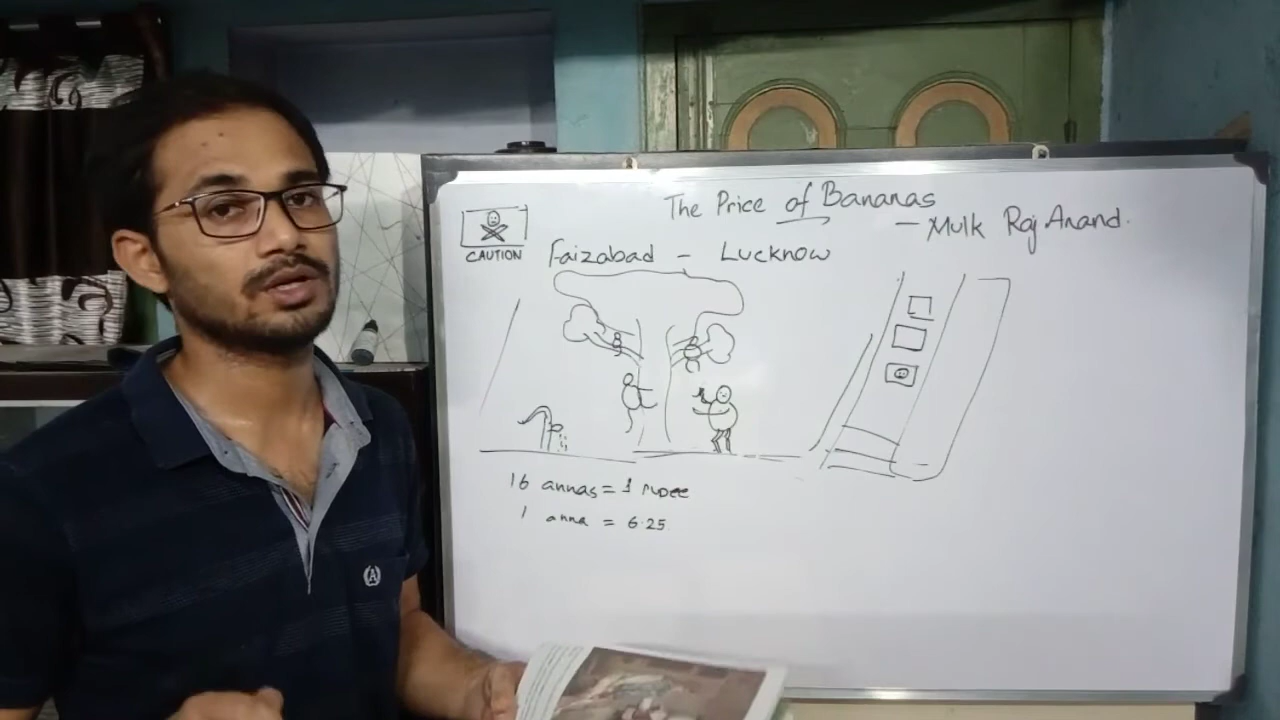 The Price of Bananas
- Mulk Raj Anand.
CAUTION
Faizabad - Lucknow
16 annas = 1 rupee
1 anna = 6.25
A